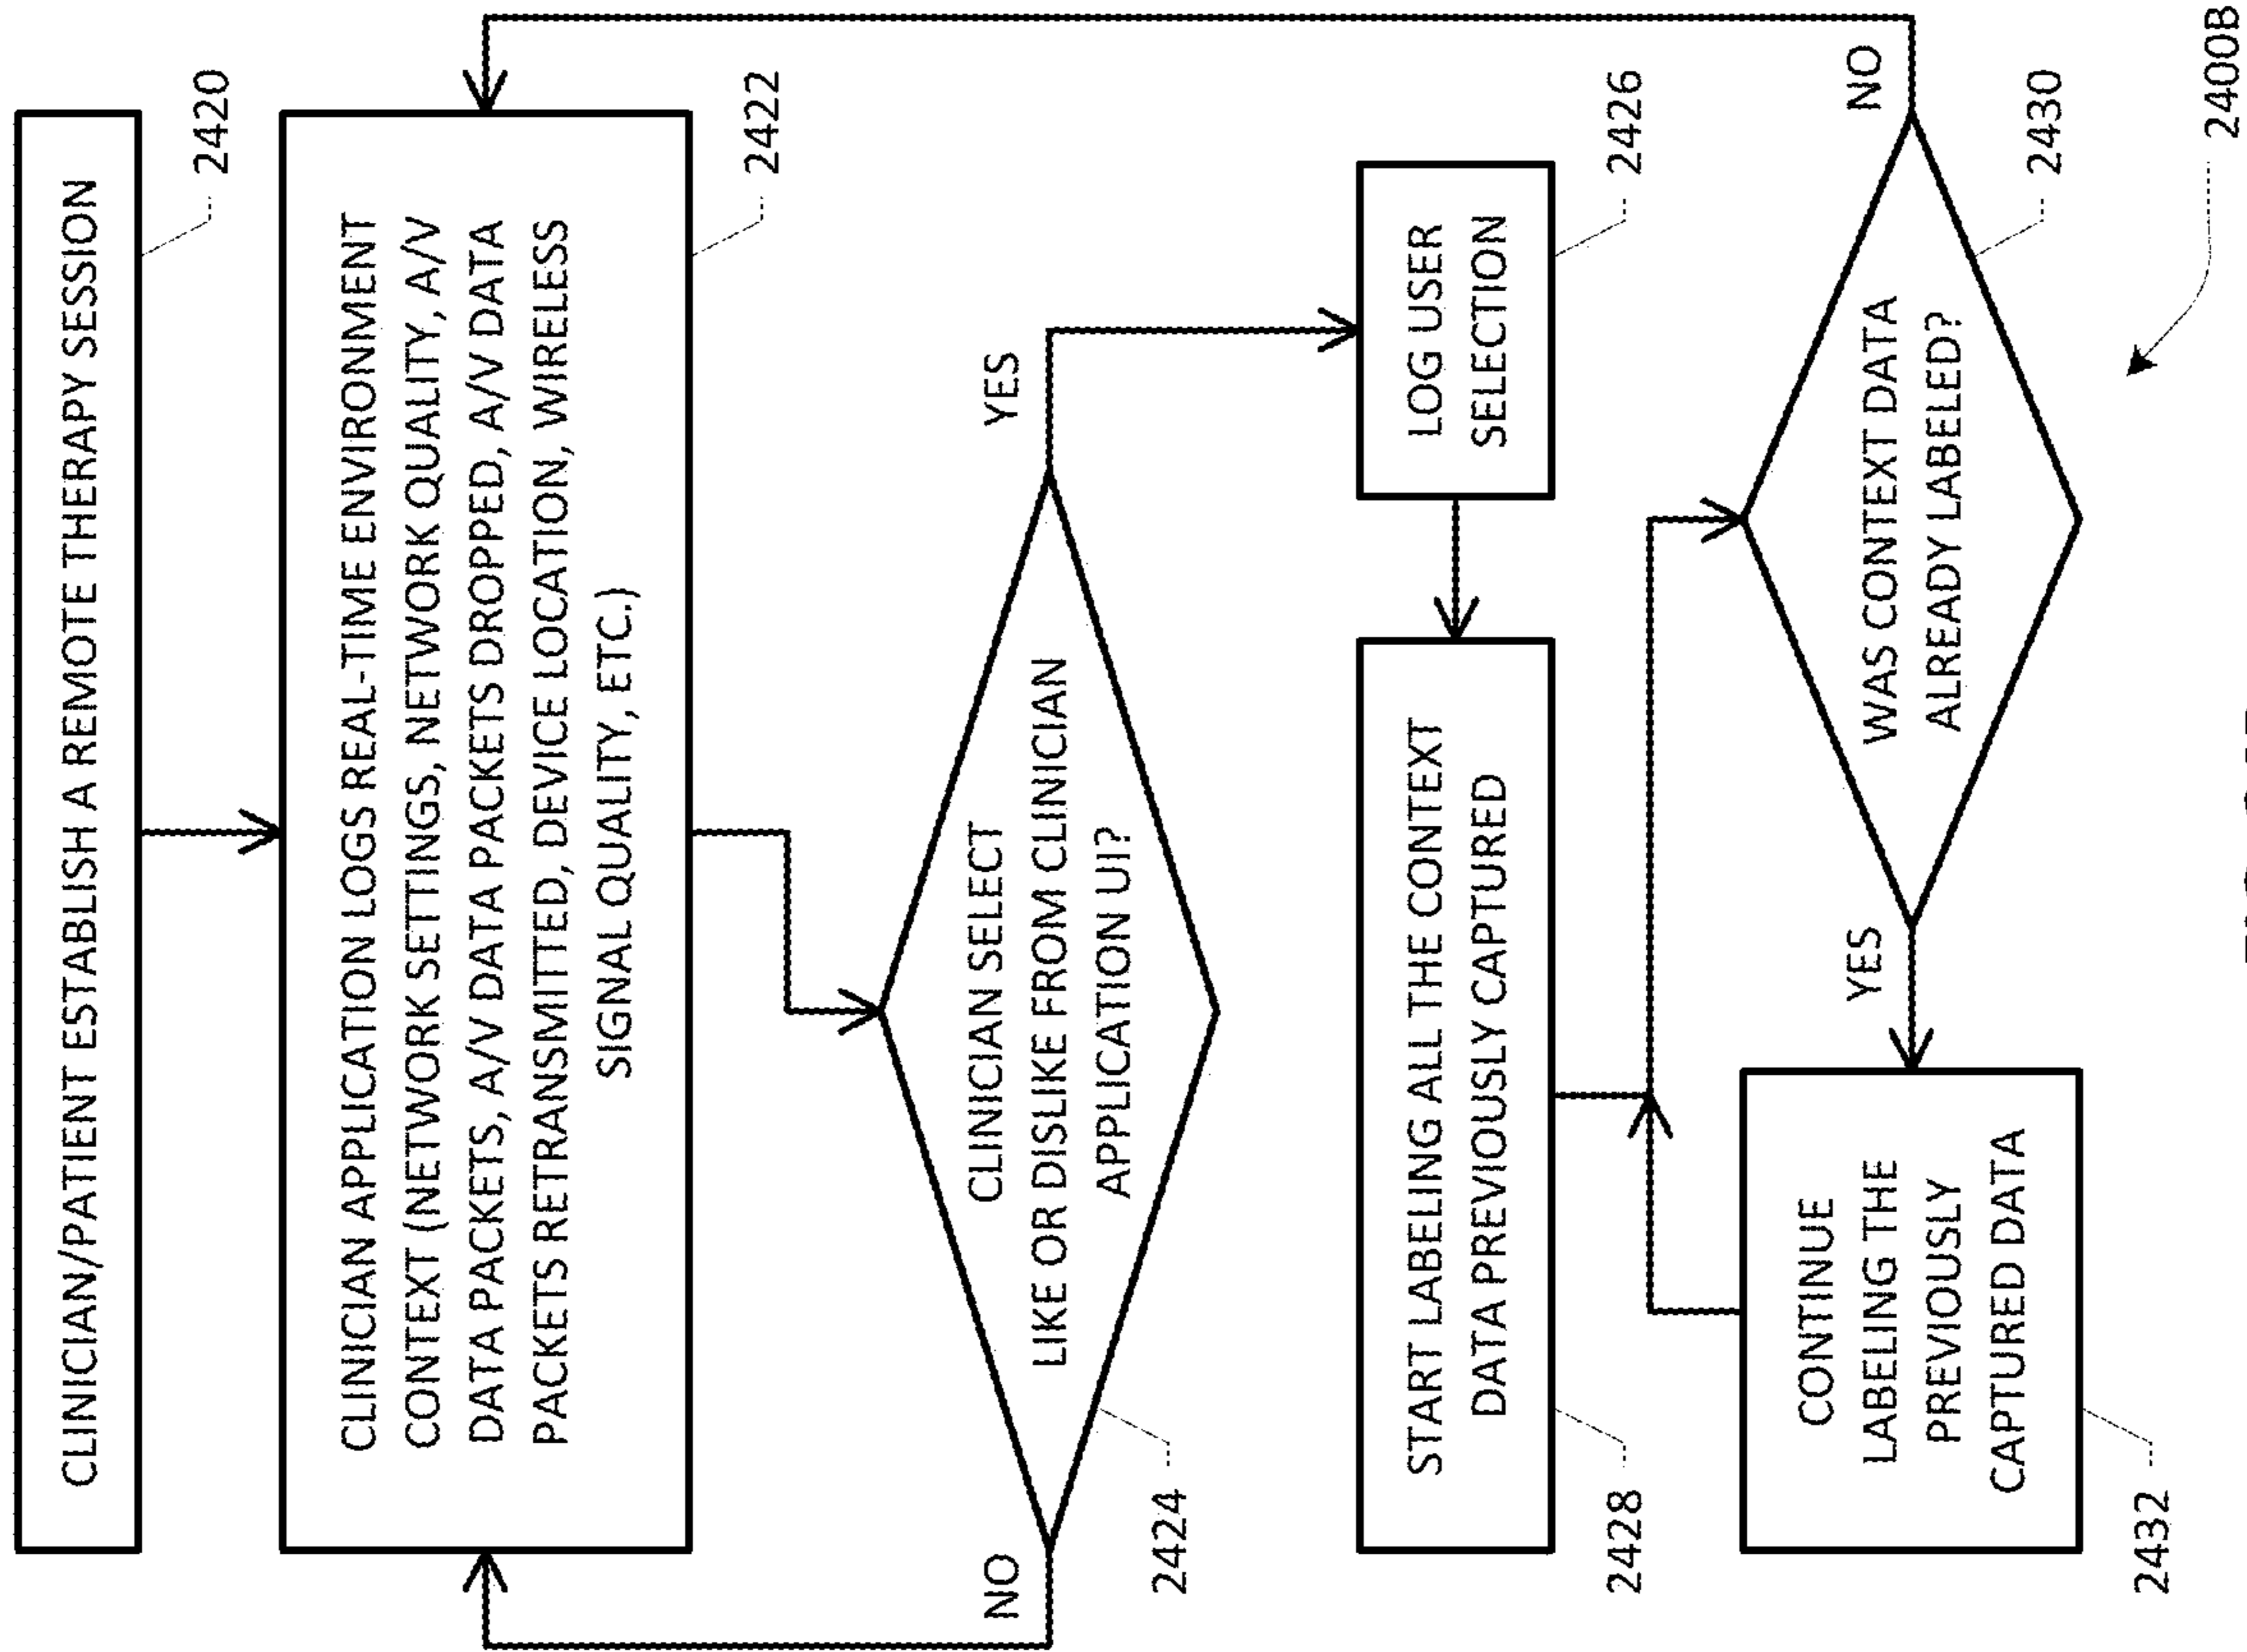 CLINICIAN/PATIENT ESTABLISH A REMOTE THERAPY SESSION
2420
CLINICIAN APPLICATION LOGS REAL-TIME ENVIRONMENT
CONTEXT (NETWORK SETTINGS, NETWORK QUALITY, A/V
DATA PACKETS, A/V DATA PACKETS DROPPED, A/V DATA
PACKETS RETRANSMITTED, DEVICE LOCATION, WIRELESS
SIGNAL QUALITY, ETC.)
2422
CLINICIAN SELECT
LIKE OR DISLIKE FROM CLINICIAN
APPLICATION UI?
NO
YES
2424
LOG USER
SELECTION
2426
START LABELING ALL THE CONTEXT
DATA PREVIOUSLY CAPTURED
2428
WAS CONTEXT DATA
ALREADY LABELED?
YES
NO
2430
CONTINUE
LABELING THE
PREVIOUSLY
CAPTURED DATA
2432
2400B